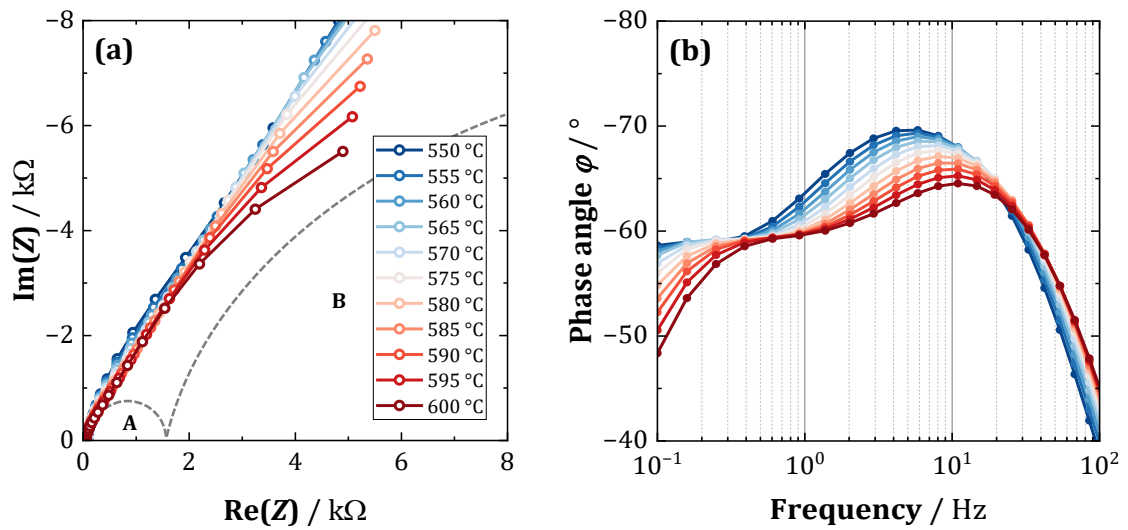 (a)
−8
−6
−4
−2
0
Im(Z) / kΩ
0 2 4 6 8
Re(Z) / kΩ
A
B
550 °C
555 °C
560 °C
565 °C
570 °C
575 °C
580 °C
585 °C
590 °C
595 °C
600 °C
(b)
−80
−70
−60
−50
−40
Phase angle φ / °
10⁻¹ 10⁰ 10¹ 10²
Frequency / Hz